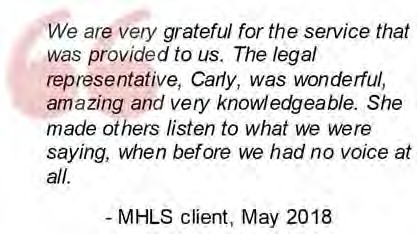 We are very grateful for the service that
was provided to us. The legal
representative, Carly, was wonderful,
amazing and very knowledgeable. She
made others listen to what we were
saying, when before we had no voice at
all.
- MHLS client, May 2018